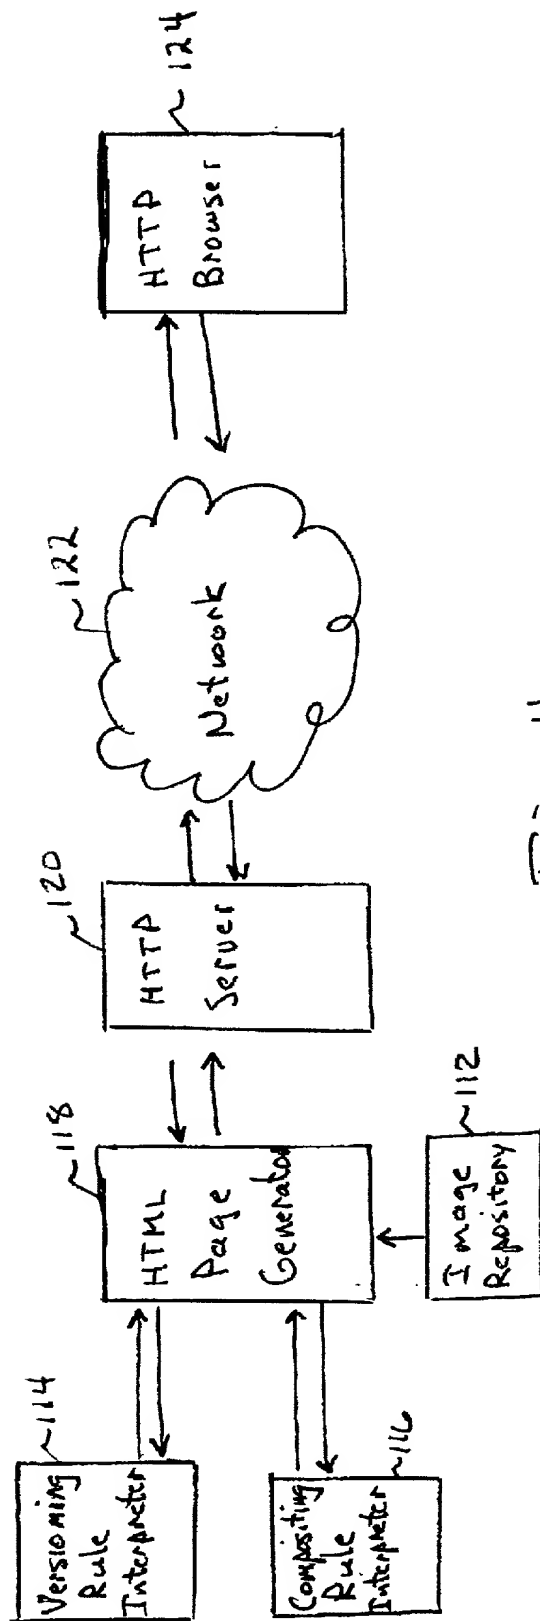 Versioning
Rule
Interpreter
114
Compositing
Rule
Interpreter
116
HTML
Page
Generator
118
Image
Repository
112
HTTP
Server
120
Network
122
HTTP
Browser
124